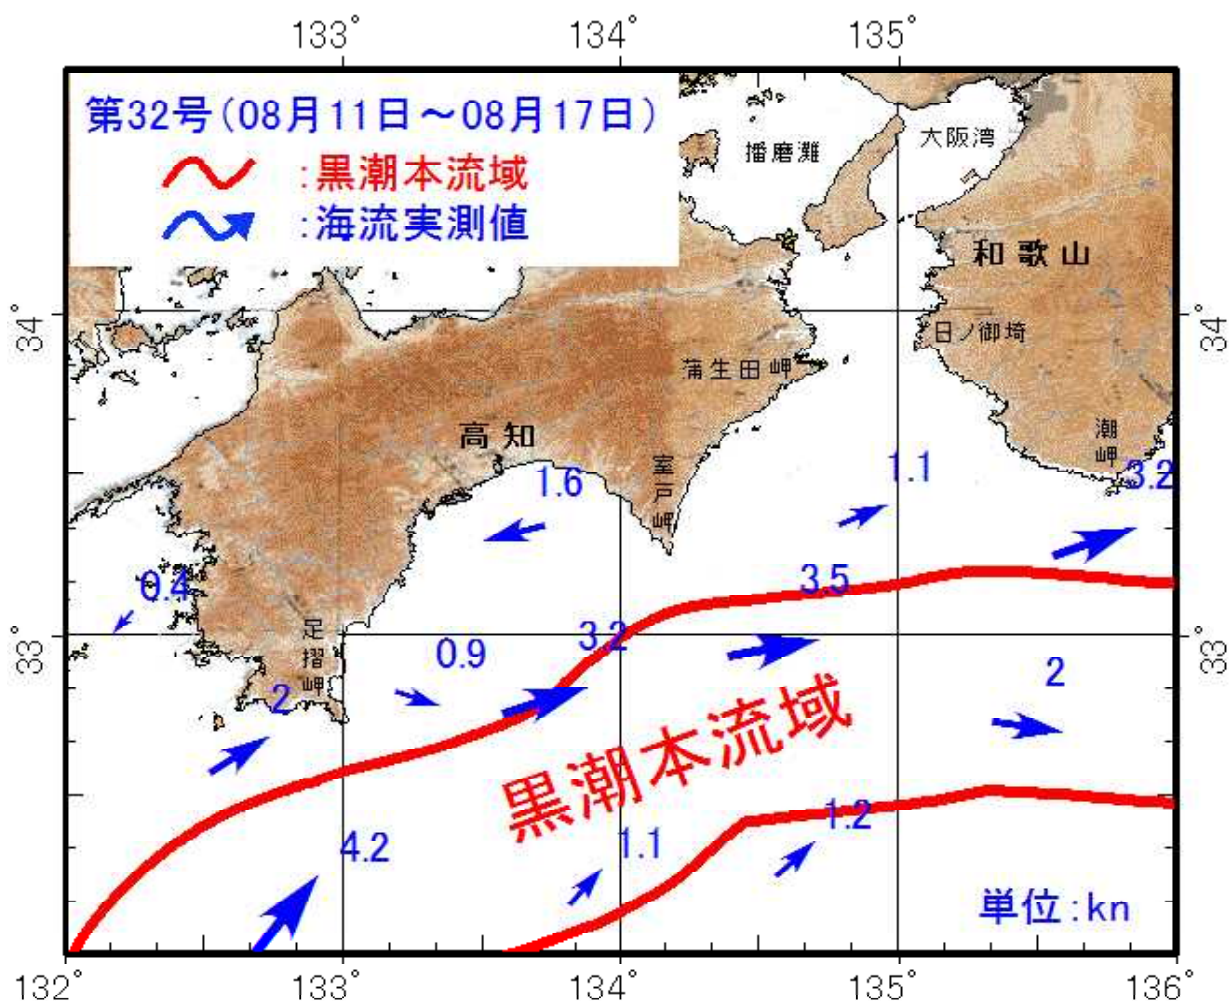 133°
134°
135°
第32号(08月11日～08月17日)
:黒潮本流域
:海流実測値
播磨灘
大阪湾
和歌山
34°
34°
日ノ御埼
蒲生田岬
高知
潮岬
室戸岬
1.6
1.1
3.2
0.4
3.5
33°
33°
足摺岬
0.9
3.2
2
2
黒潮本流域
4.2
1.1
1.2
単位:kn
132°
133°
134°
135°
136°